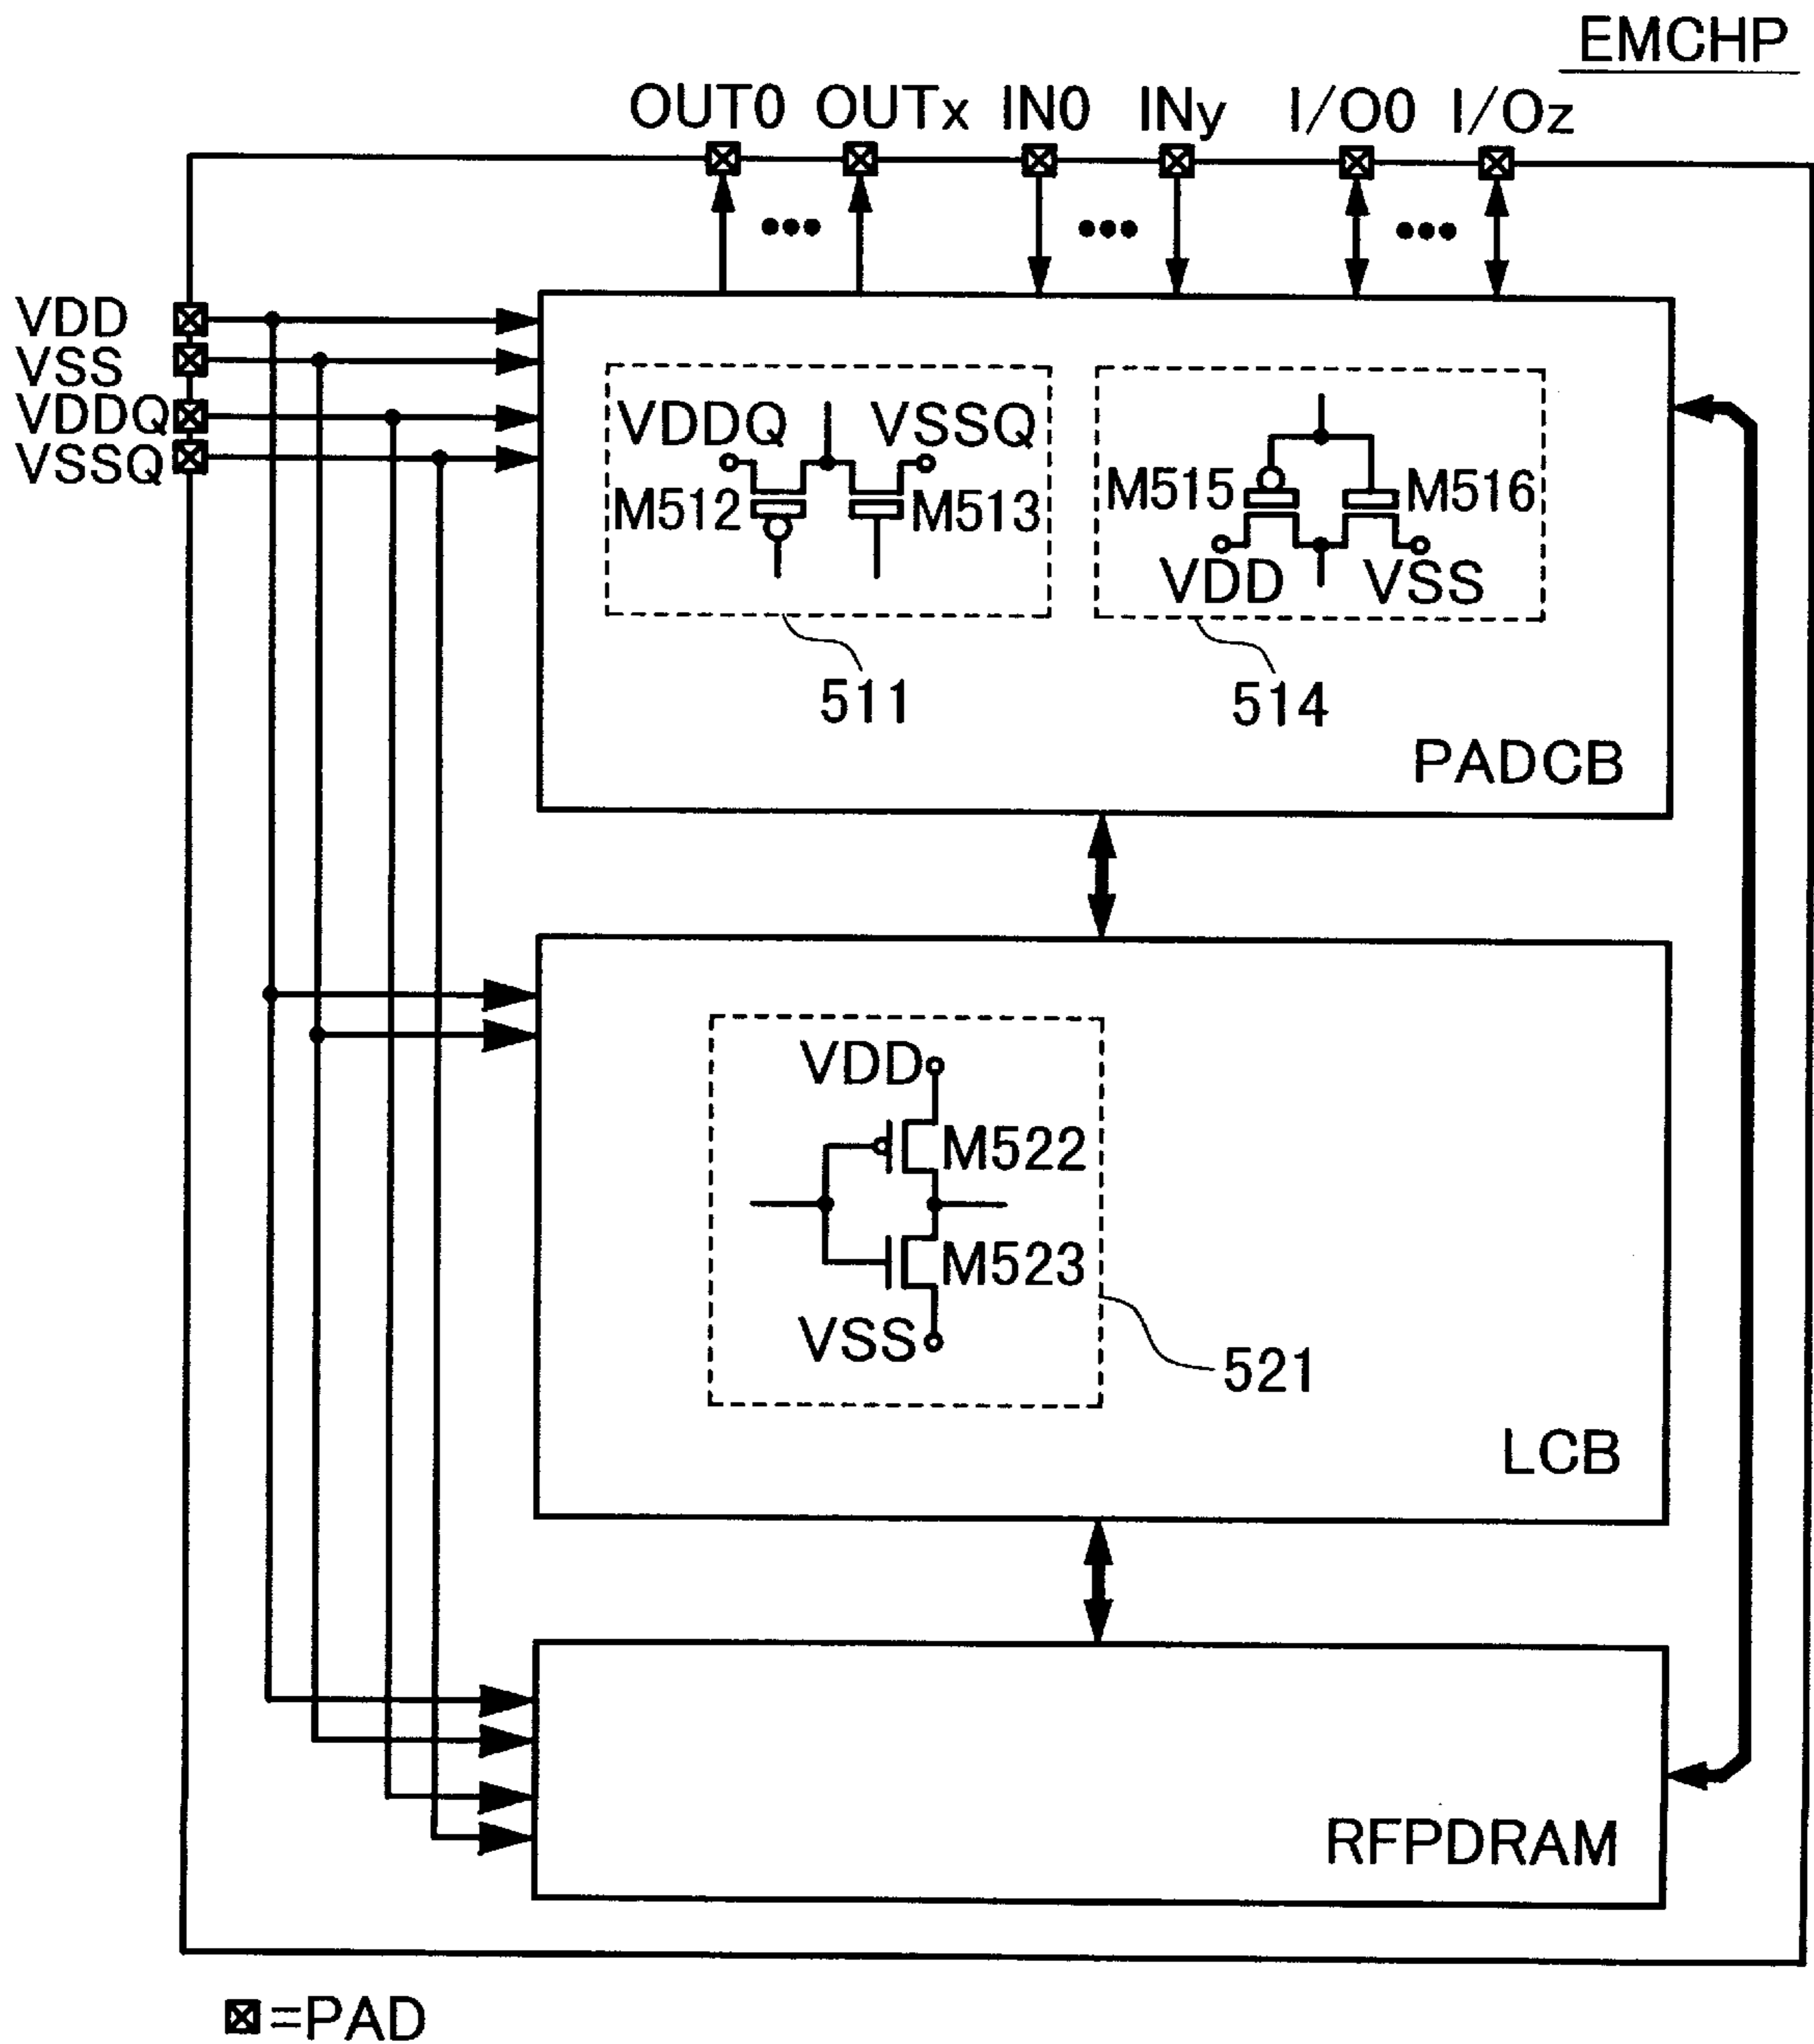 EMCHP
OUT0 OUTx IN0 INy I/O0 I/Oz
VDD
VSS
VDDQ
VSSQ
VDDQ VSSQ
M512 M513
M515 M516
VDD VSS
511
514
PADCB
VDD
M522
M523
VSS
521
LCB
RFPDRAM
=PAD